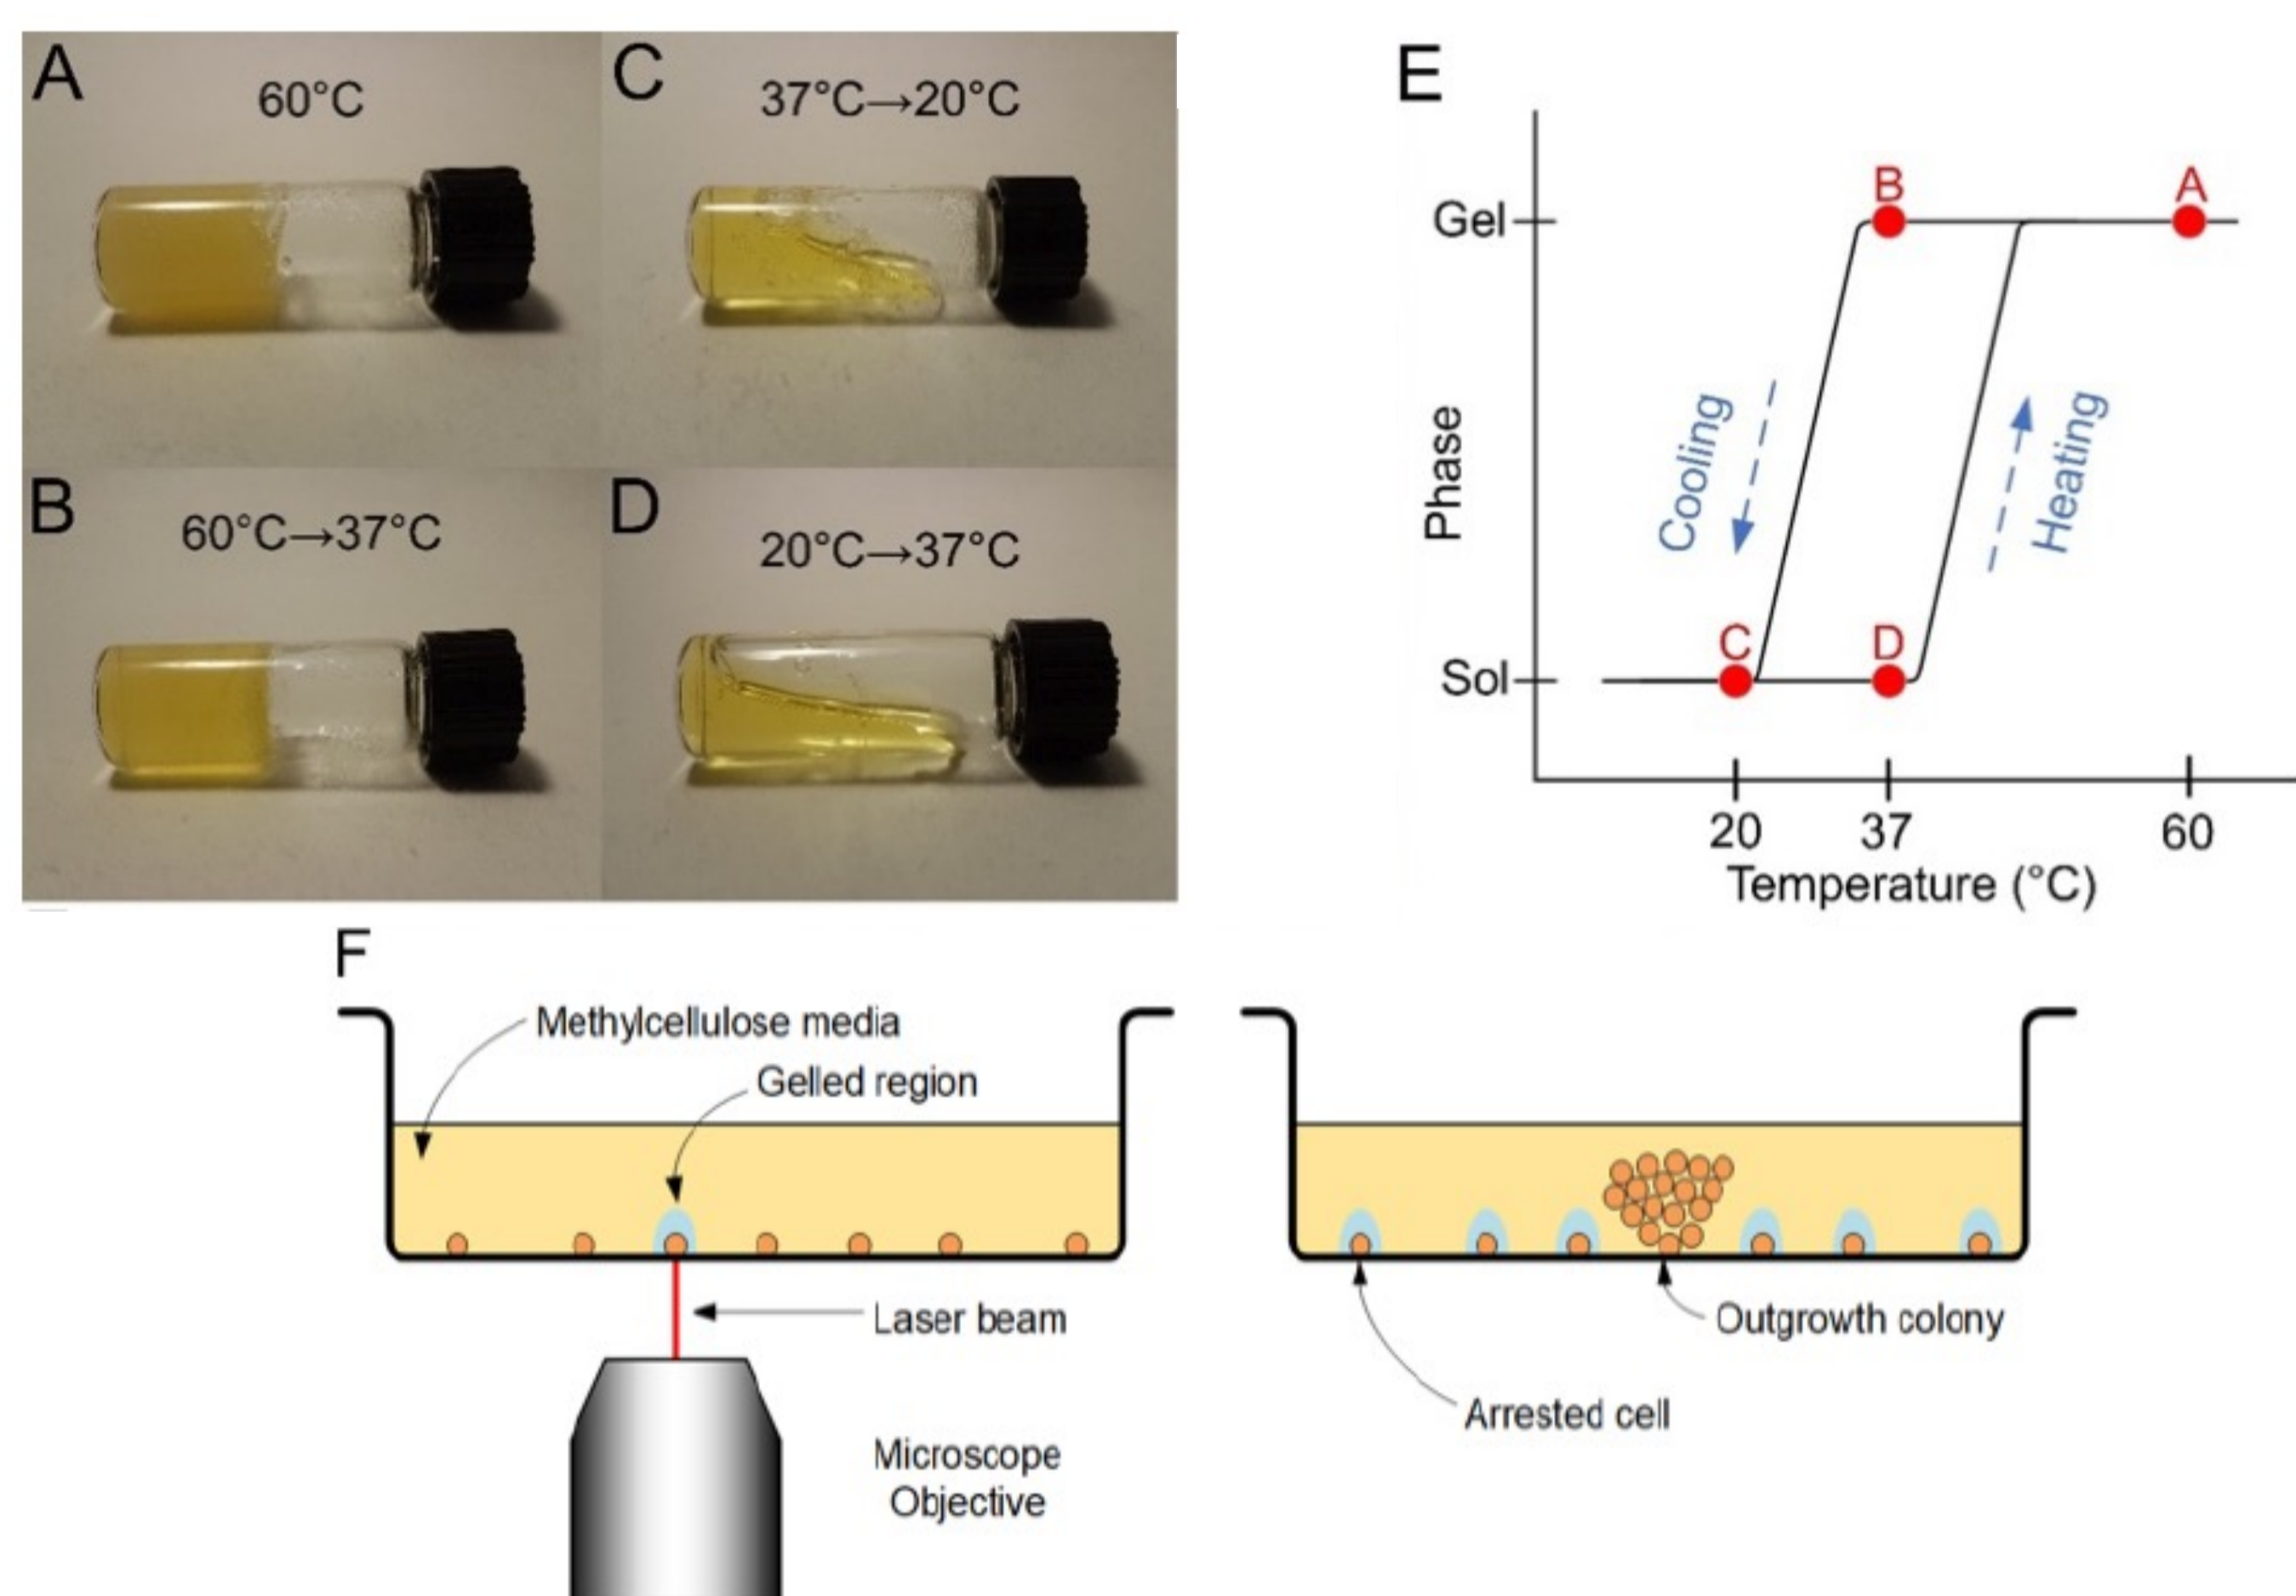 A
60°C
C
37°C→20°C
B
60°C→37°C
D
20°C→37°C
E
Gel
B
A
Phase
Cooling
Heating
Sol
C
D
20
37
60
Temperature (°C)
F
Methylcellulose media
Gelled region
Laser beam
Microscope
Objective
Outgrowth colony
Arrested cell